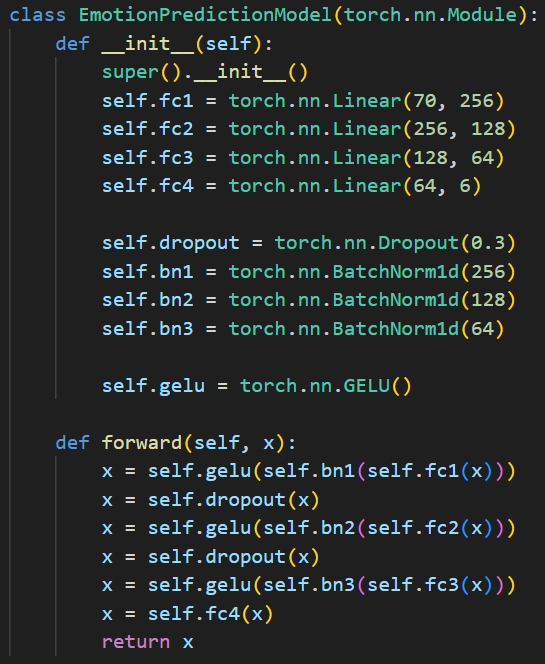 class EmotionPredictionModel(torch.nn.Module):
    def __init__(self):
        super().__init__()
        self.fc1 = torch.nn.Linear(70, 256)
        self.fc2 = torch.nn.Linear(256, 128)
        self.fc3 = torch.nn.Linear(128, 64)
        self.fc4 = torch.nn.Linear(64, 6)

        self.dropout = torch.nn.Dropout(0.3)
        self.bn1 = torch.nn.BatchNorm1d(256)
        self.bn2 = torch.nn.BatchNorm1d(128)
        self.bn3 = torch.nn.BatchNorm1d(64)

        self.gelu = torch.nn.GELU()

    def forward(self, x):
        x = self.gelu(self.bn1(self.fc1(x)))
        x = self.dropout(x)
        x = self.gelu(self.bn2(self.fc2(x)))
        x = self.dropout(x)
        x = self.gelu(self.bn3(self.fc3(x)))
        x = self.fc4(x)
        return x